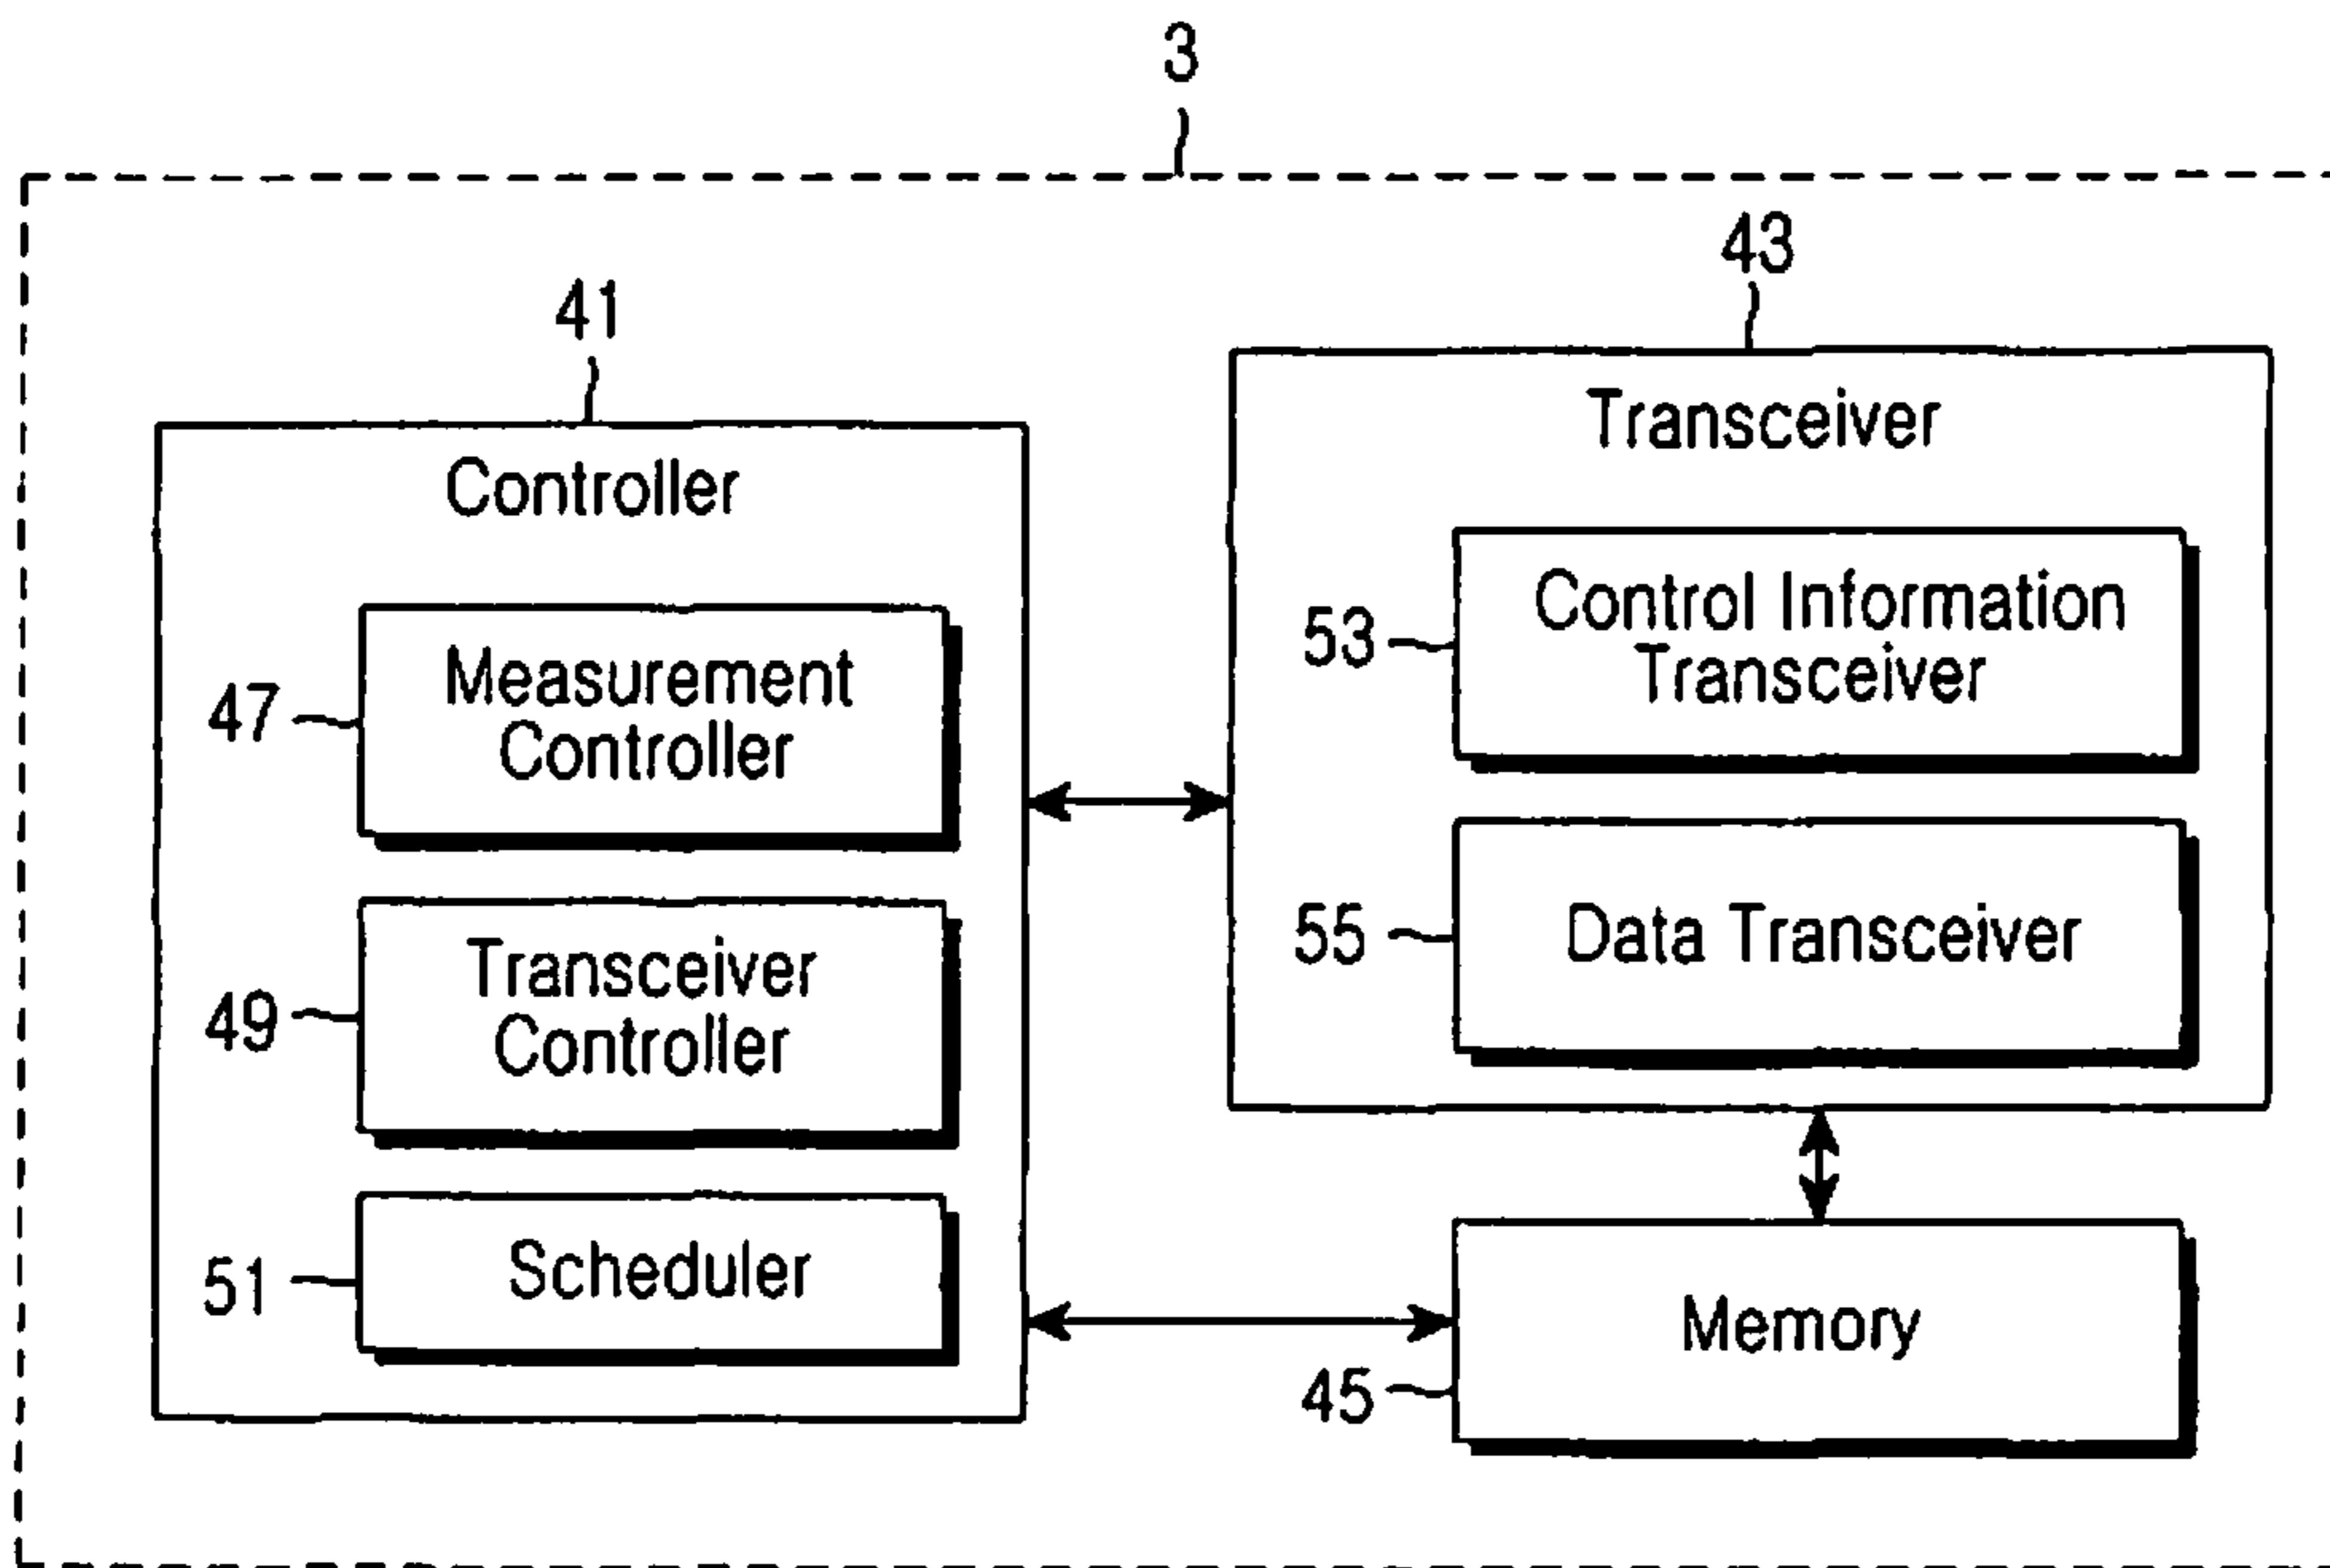 3
41
Controller
47
Measurement
Controller
49
Transceiver
Controller
51
Scheduler
43
Transceiver
53
Control Information
Transceiver
55
Data Transceiver
Memory
45